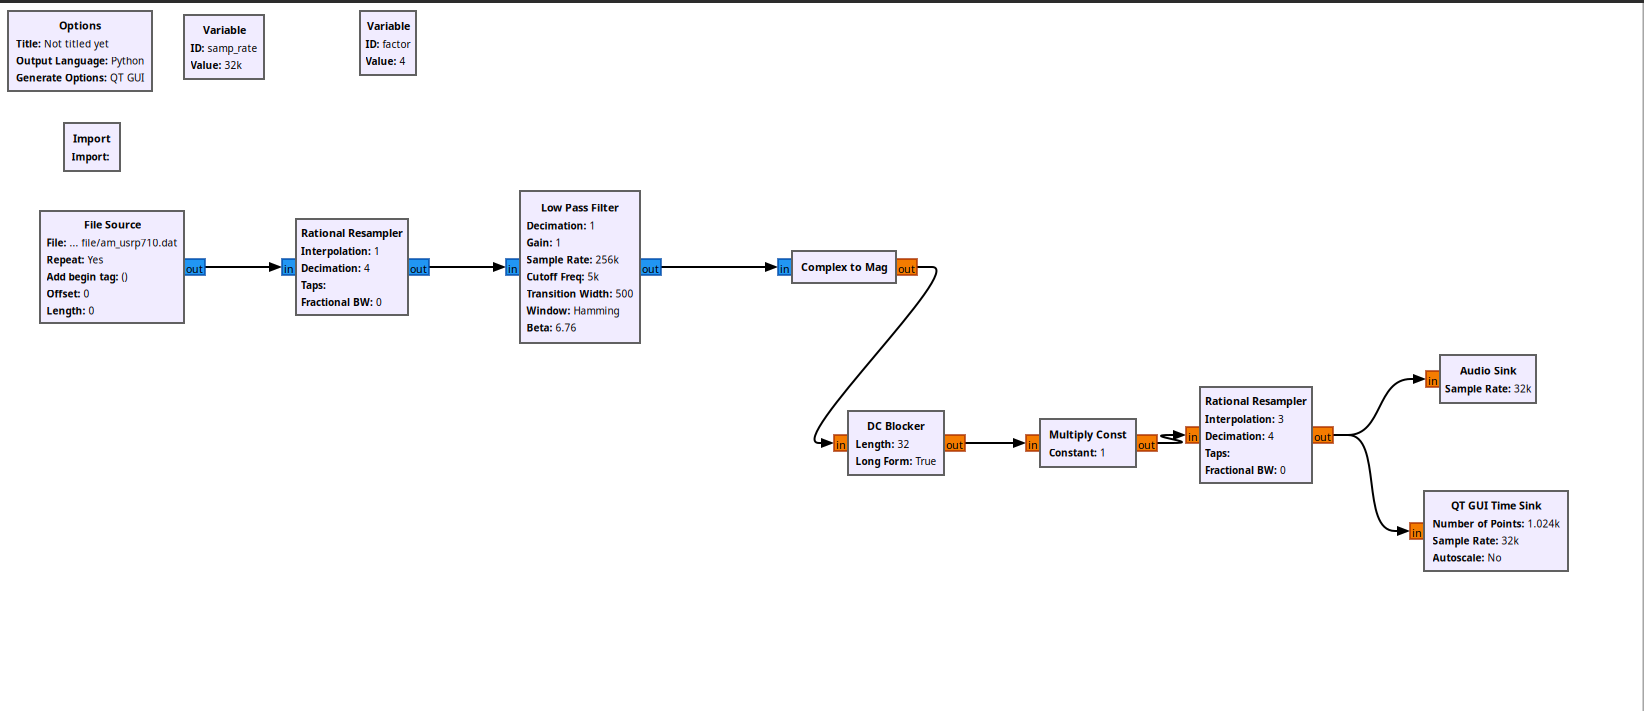 Options
Title: Not titled yet
Output Language: Python
Generate Options: QT GUI
Variable
ID: samp_rate
Value: 32k
Variable
ID: factor
Value: 4
Import
Import:
File Source
File: ... file/am_usrp710.dat
Repeat: Yes
Add begin tag: ()
Offset: 0
Length: 0
out
in
Rational Resampler
Interpolation: 1
Decimation: 4
Taps:
Fractional BW: 0
out
in
Low Pass Filter
Decimation: 1
Gain: 1
Sample Rate: 256k
Cutoff Freq: 5k
Transition Width: 500
Window: Hamming
Beta: 6.76
out
in
Complex to Mag
out
in
DC Blocker
Length: 32
Long Form: True
out
in
Multiply Const
Constant: 1
out
in
Rational Resampler
Interpolation: 3
Decimation: 4
Taps:
Fractional BW: 0
out
in
Audio Sink
Sample Rate: 32k
in
QT GUI Time Sink
Number of Points: 1.024k
Sample Rate: 32k
Autoscale: No